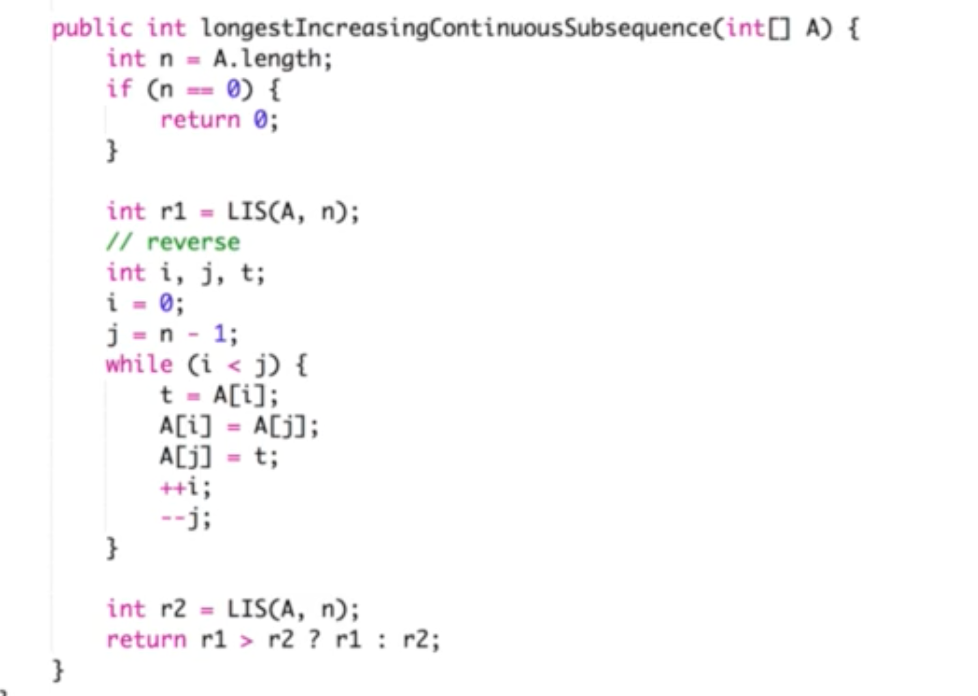 public int longestIncreasingContinuousSubsequence(int[] A) {
    int n = A.length;
    if (n == 0) {
        return 0;
    }

    int r1 = LIS(A, n);
    // reverse
    int i, j, t;
    i = 0;
    j = n - 1;
    while (i < j) {
        t = A[i];
        A[i] = A[j];
        A[j] = t;
        ++i;
        --j;
    }

    int r2 = LIS(A, n);
    return r1 > r2 ? r1 : r2;
}